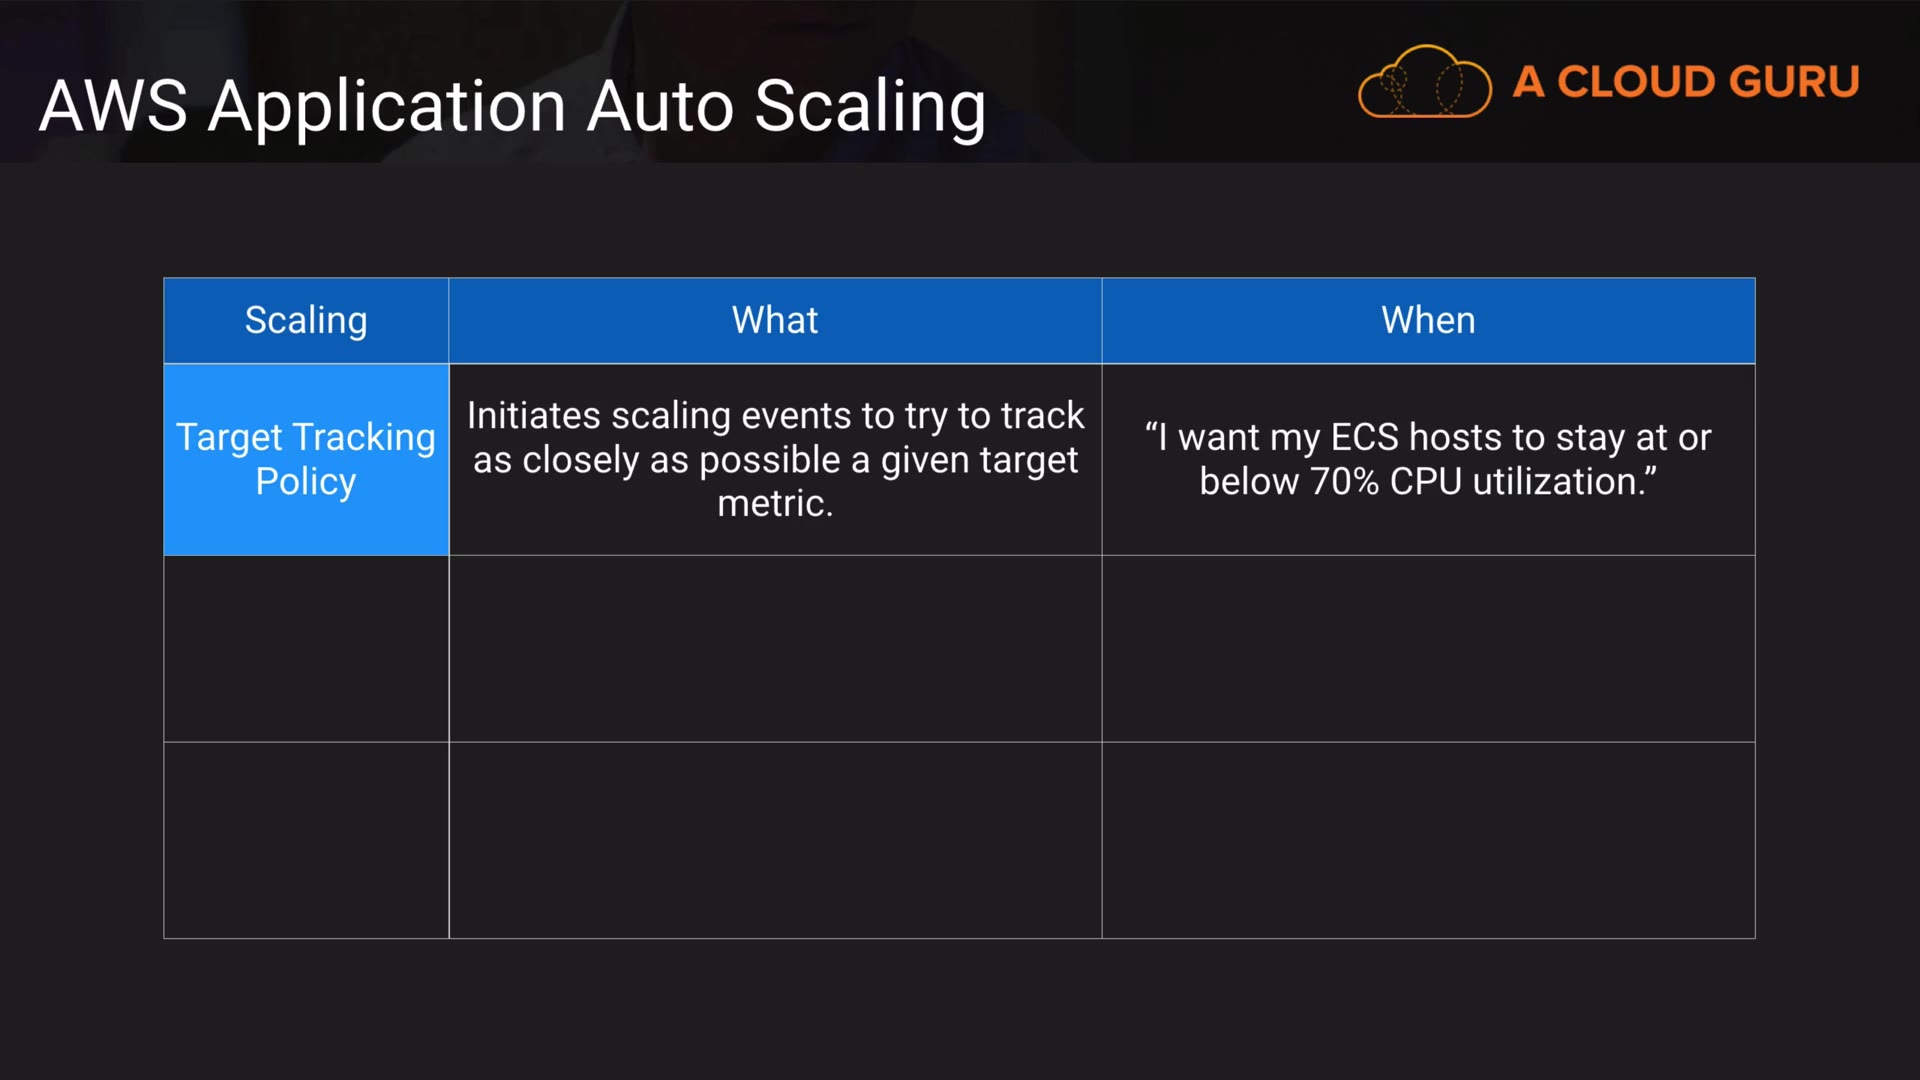 AWS Application Auto Scaling
A CLOUD GURU
Scaling
What
When
Target Tracking
Policy
Initiates scaling events to try to track
as closely as possible a given target
metric.
“I want my ECS hosts to stay at or
below 70% CPU utilization.”